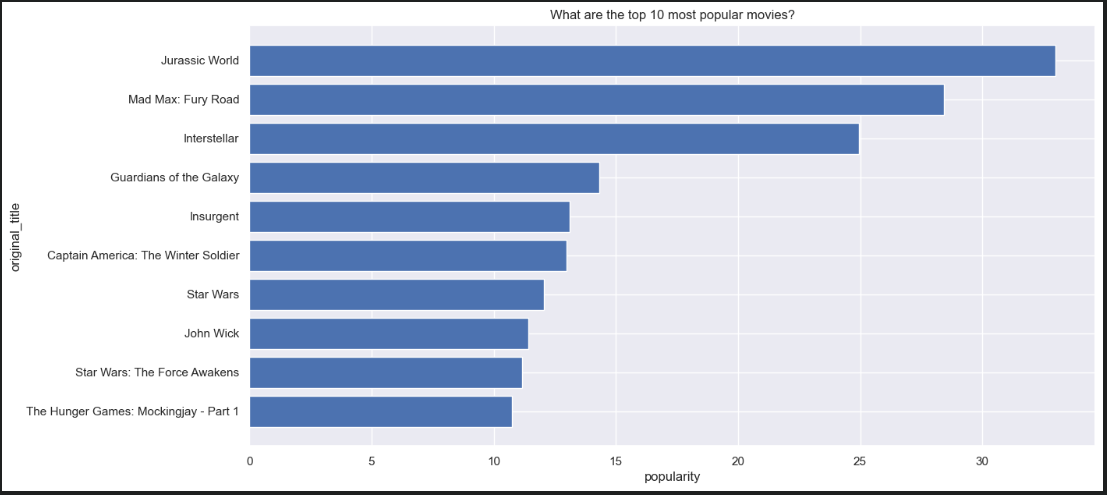 What are the top 10 most popular movies?
original_title
Jurassic World
Mad Max: Fury Road
Interstellar
Guardians of the Galaxy
Insurgent
Captain America: The Winter Soldier
Star Wars
John Wick
Star Wars: The Force Awakens
The Hunger Games: Mockingjay - Part 1
0 5 10 15 20 25 30
popularity